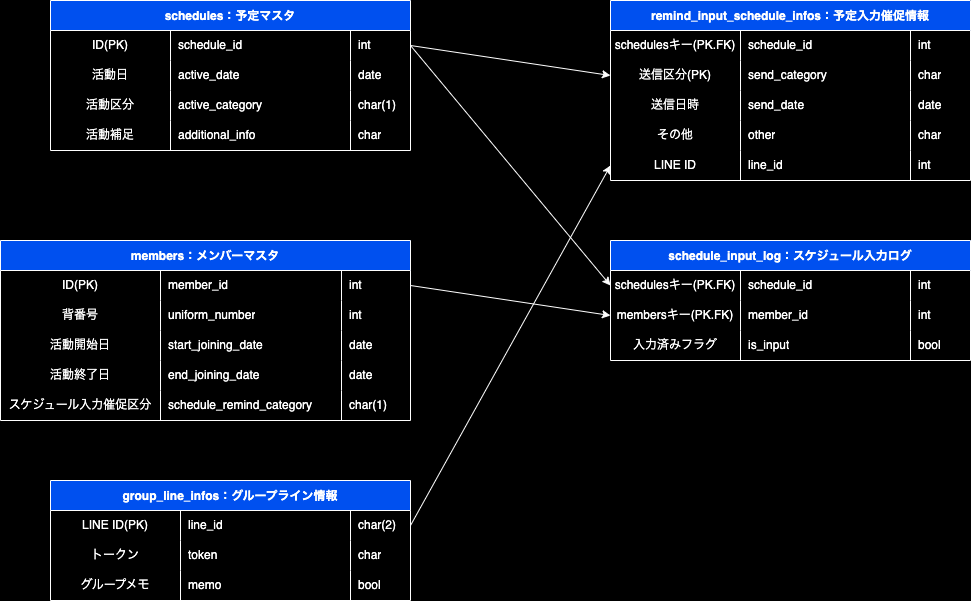 schedules：予定マスタ
ID(PK) schedule_id int
活動日 active_date date
活動区分 active_category char(1)
活動補足 additional_info char
remind_input_schedule_infos：予定入力催促情報
schedulesキー(PK.FK) schedule_id int
送信区分(PK) send_category char
送信日時 send_date date
その他 other char
LINE ID line_id int
members：メンバーマスタ
ID(PK) member_id int
背番号 uniform_number int
活動開始日 start_joining_date date
活動終了日 end_joining_date date
スケジュール入力催促区分 schedule_remind_category char(1)
schedule_input_log：スケジュール入力ログ
schedulesキー(PK.FK) schedule_id int
membersキー(PK.FK) member_id int
入力済みフラグ is_input bool
group_line_infos：グループライン情報
LINE ID(PK) line_id char(2)
トークン token char
グループメモ memo bool